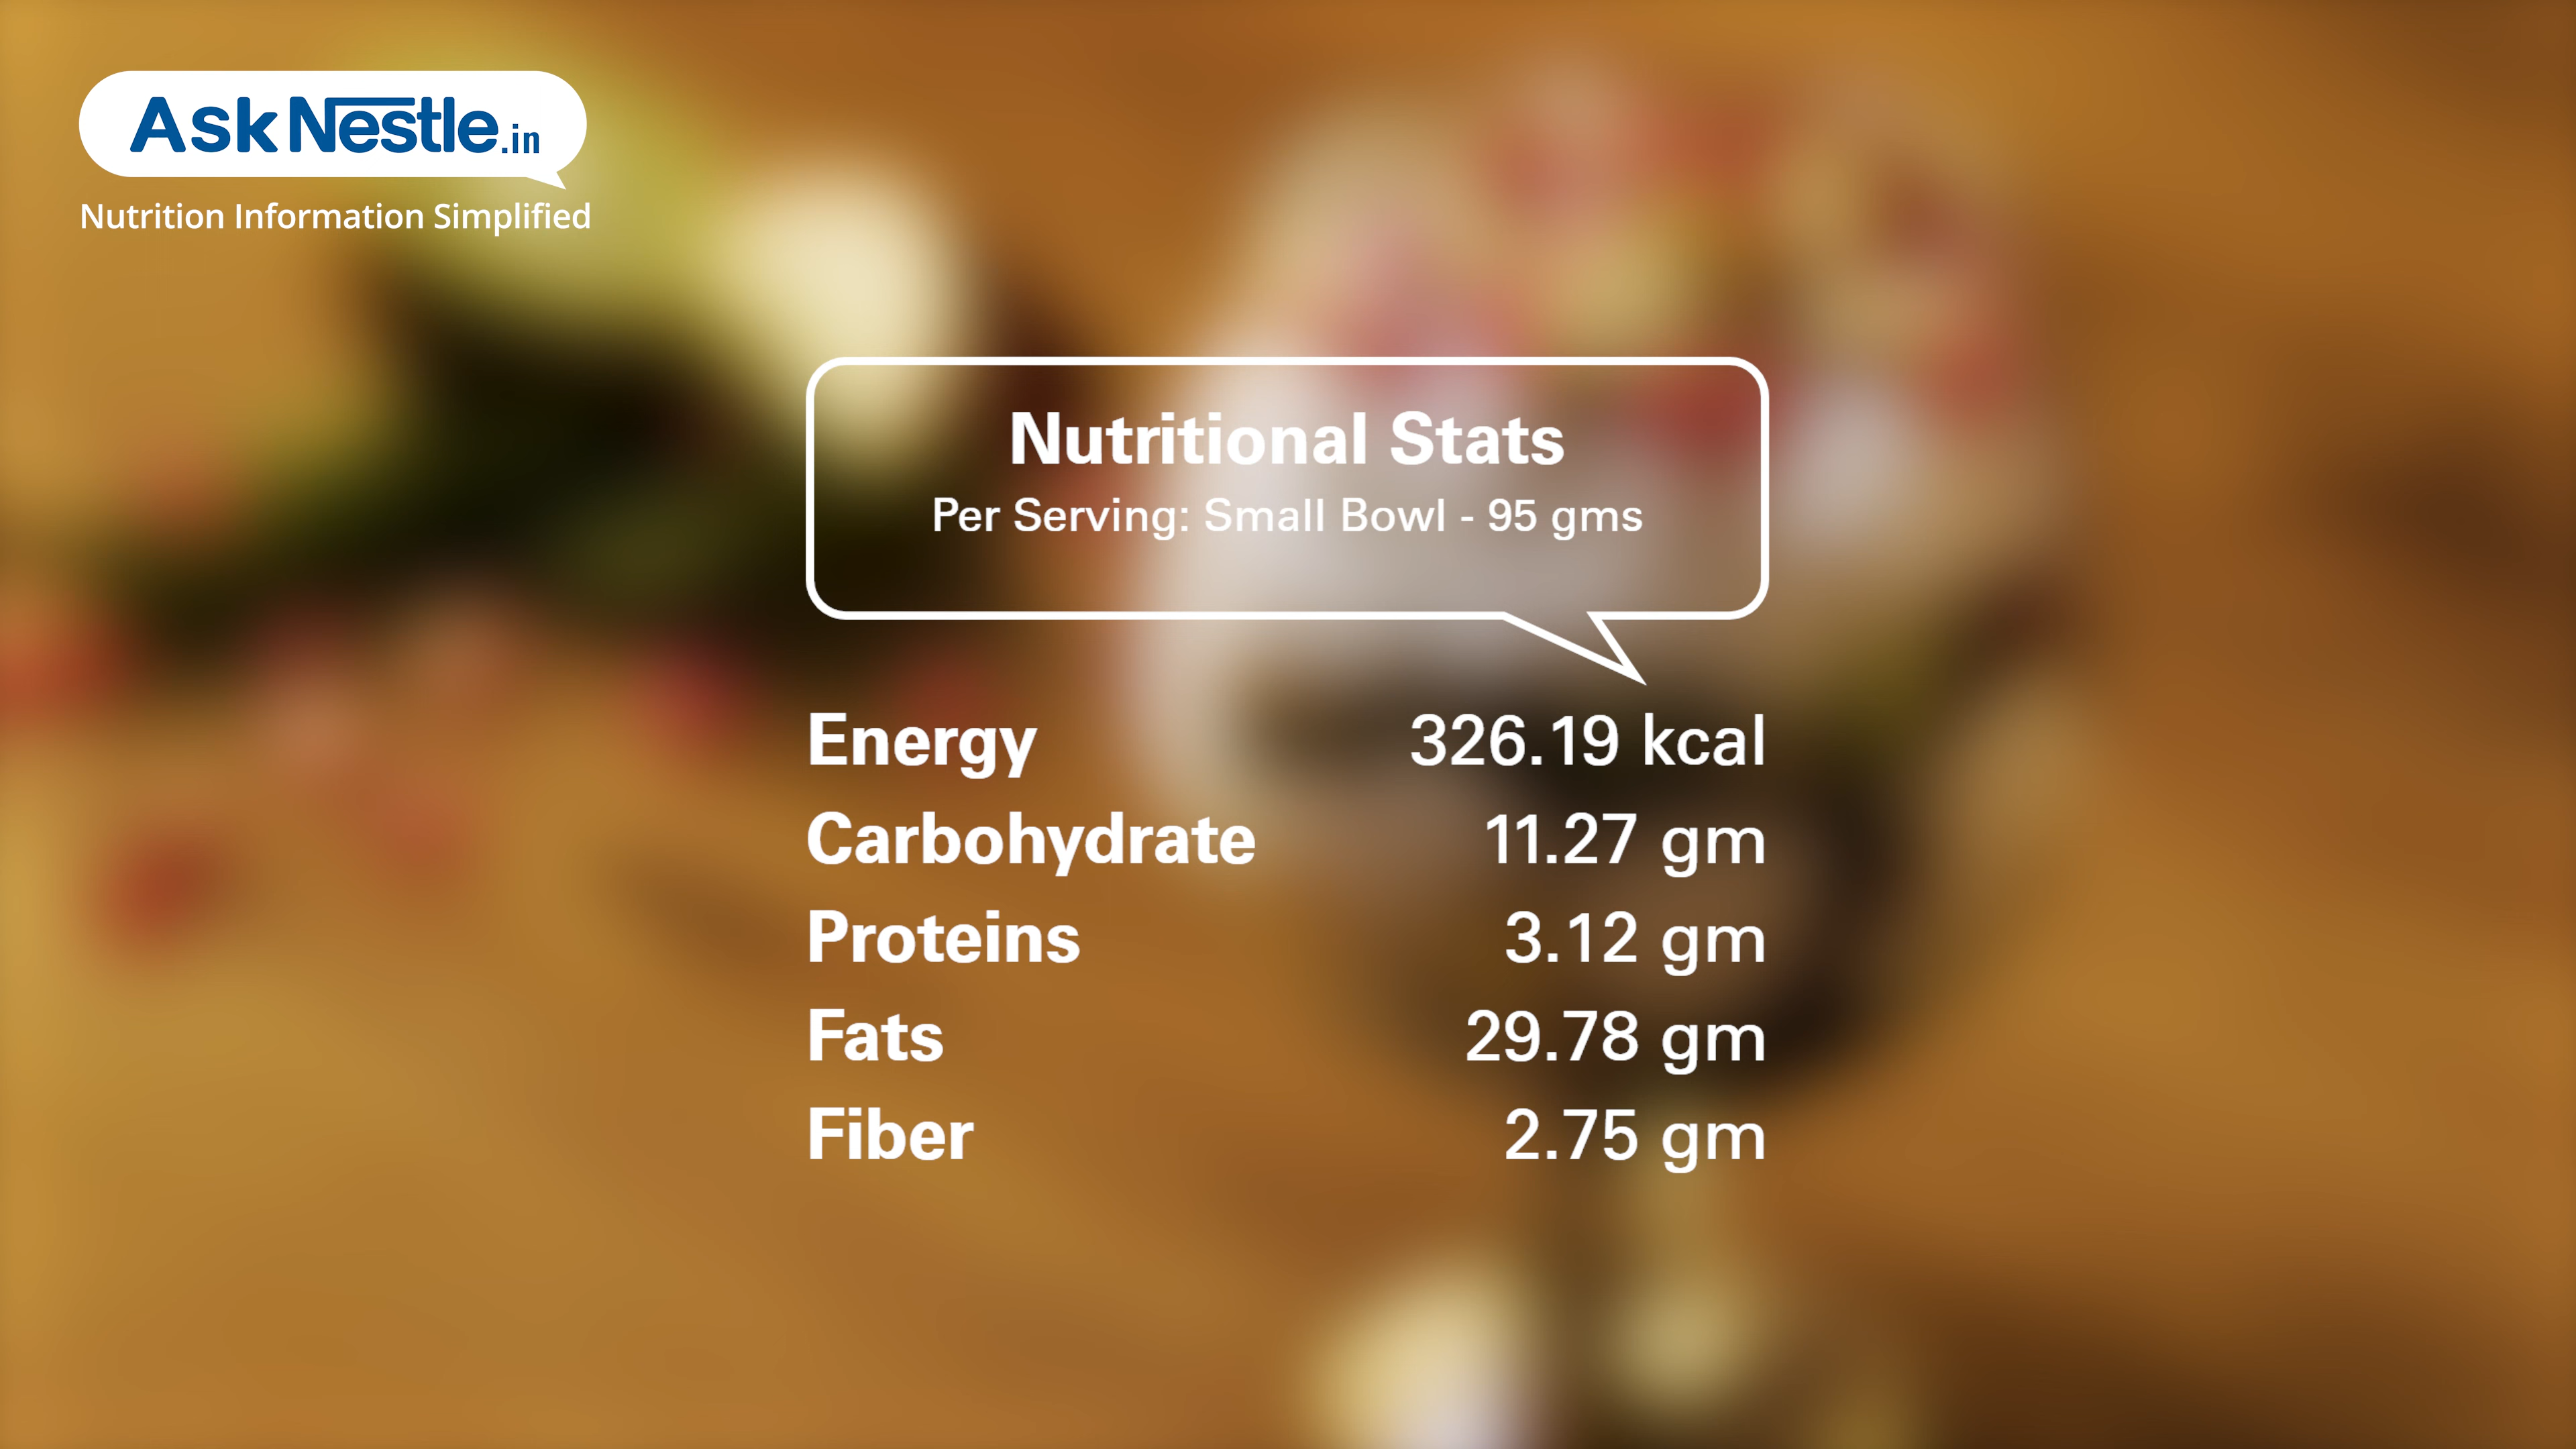 AskNestle.in
Nutrition Information Simplified
Nutritional Stats
Per Serving: Small Bowl - 95 gms
Energy 326.19 kcal
Carbohydrate 11.27 gm
Proteins 3.12 gm
Fats 29.78 gm
Fiber 2.75 gm